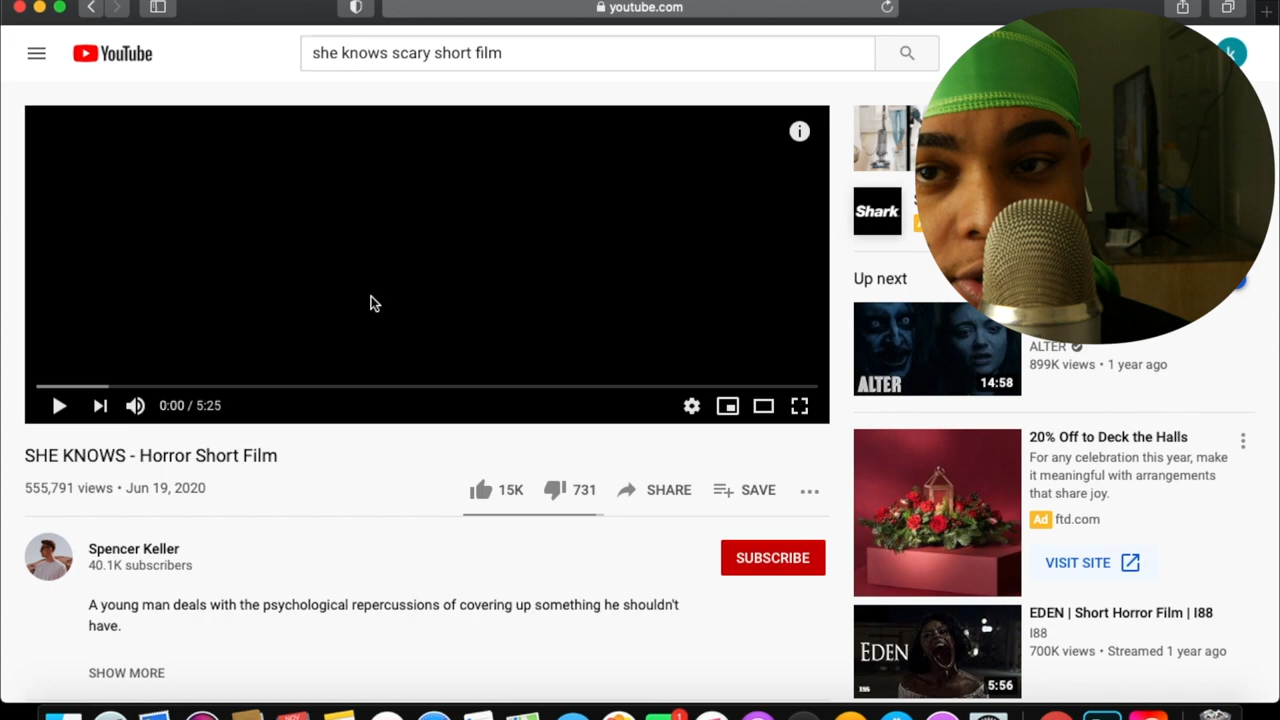 youtube.com
YouTube
she knows scary short film
k
i
Shark
Up next
ALTER
899K views • 1 year ago
ALTER
14:58
0:00 / 5:25
SHE KNOWS - Horror Short Film
555,791 views • Jun 19, 2020
15K
731
SHARE
SAVE
20% Off to Deck the Halls
For any celebration this year, make
it meaningful with arrangements
that share joy.
Ad ftd.com
VISIT SITE
Spencer Keller
40.1K subscribers
SUBSCRIBE
A young man deals with the psychological repercussions of covering up something he shouldn't
have.
SHOW MORE
EDEN | Short Horror Film | I88
I88
700K views • Streamed 1 year ago
EDEN
I88
5:56
NOV
1